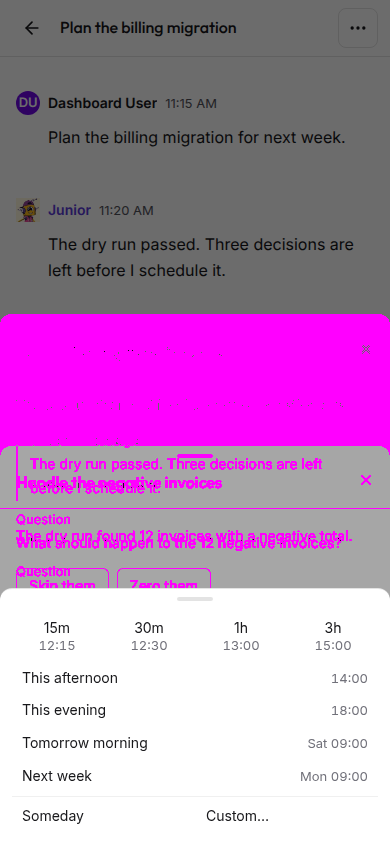 Plan the billing migration
DU Dashboard User 11:15 AM
Plan the billing migration for next week.
Junior 11:20 AM
The dry run passed. Three decisions are
left before I schedule it.
The dry run passed. Three decisions are left
before I schedule it.
Handle the negative invoices
Question
The dry run found 12 invoices with a negative total.
What should happen to the 12 negative invoices?
Question
Skip them Zero them
15m 30m 1h 3h
12:15 12:30 13:00 15:00
This afternoon 14:00
This evening 18:00
Tomorrow morning Sat 09:00
Next week Mon 09:00
Someday Custom...